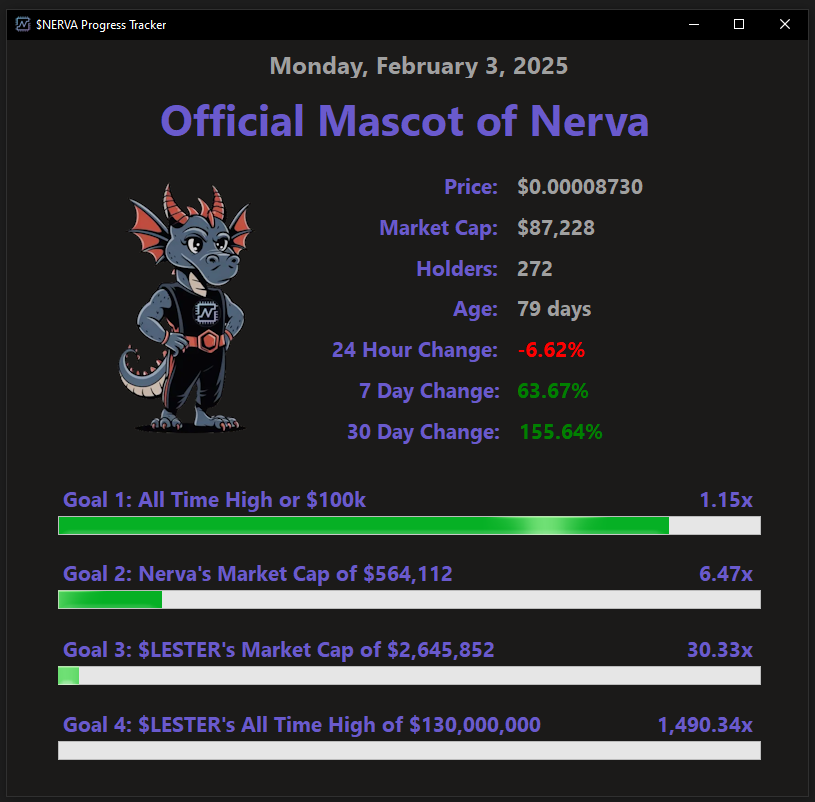 $NERVA Progress Tracker
Monday, February 3, 2025
Official Mascot of Nerva
Price: $0.00008730
Market Cap: $87,228
Holders: 272
Age: 79 days
24 Hour Change: -6.62%
7 Day Change: 63.67%
30 Day Change: 155.64%
Goal 1: All Time High or $100k 1.15x
Goal 2: Nerva's Market Cap of $564,112 6.47x
Goal 3: $LESTER's Market Cap of $2,645,852 30.33x
Goal 4: $LESTER's All Time High of $130,000,000 1,490.34x